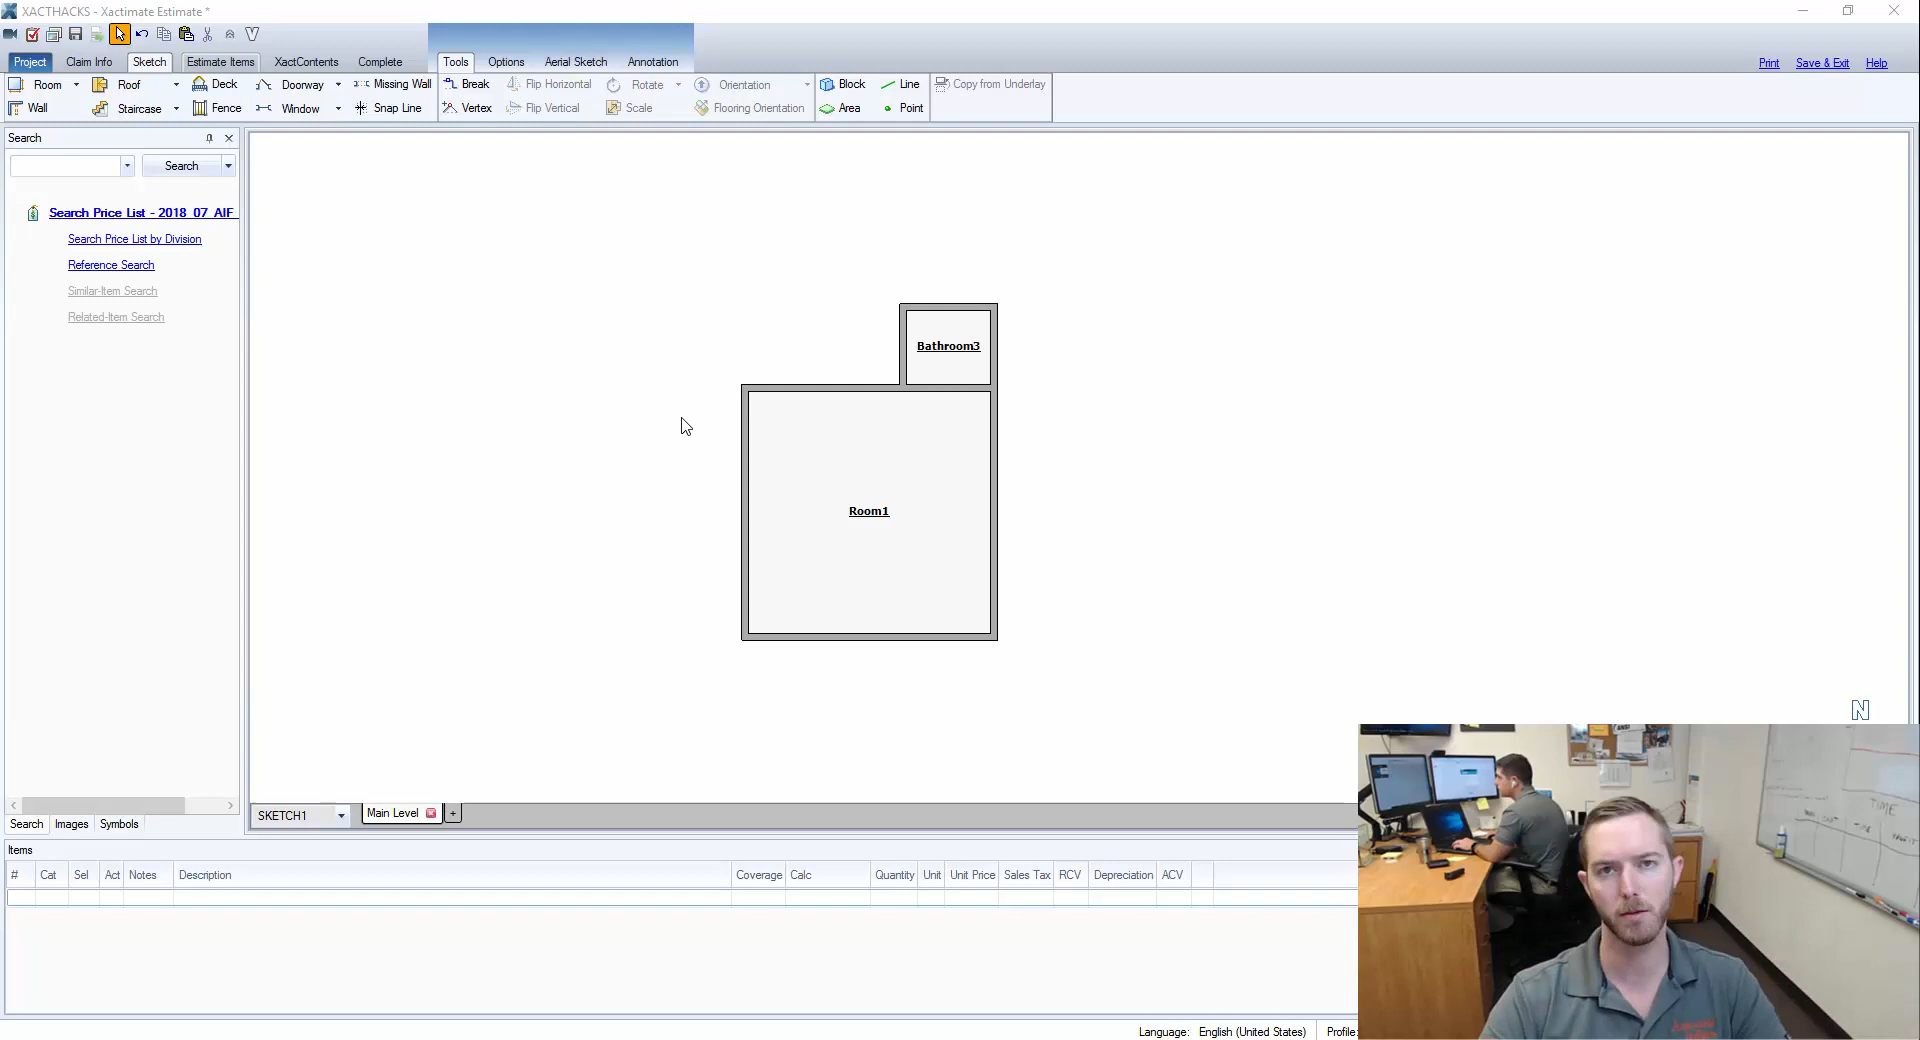 XACTHACKS - Xactimate Estimate *
Project Claim Info Sketch Estimate Items XactContents Complete Tools Options Aerial Sketch Annotation Print Save & Exit Help
Room Roof Deck Doorway Missing Wall Break Flip Horizontal Rotate Orientation Block Line Copy from Underlay
Wall Staircase Fence Window Snap Line Vertex Flip Vertical Scale Flooring Orientation Area Point
Search
Search
Search Price List - 2018_07_AIF_
Search Price List by Division
Reference Search
Similar-Item Search
Related-Item Search
Bathroom3
Room1
N
SKETCH1 Main Level +
Search Images Symbols
Items
# Cat Sel Act Notes Description Coverage Calc Quantity Unit Unit Price Sales Tax RCV Depreciation ACV
TIME
Language: English (United States) Profile: